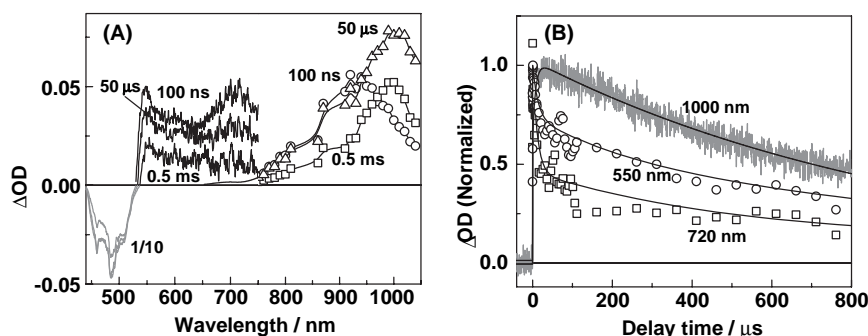 (A)
50 µs
100 ns
50 µs
100 ns
0.5 ms
0.5 ms
1/10
0.05
0.00
-0.05
ΔOD
500 600 700 800 900 1000
Wavelength / nm
(B)
1000 nm
550 nm
720 nm
1.0
0.5
0.0
ΔOD (Normalized)
0 200 400 600 800
Delay time / µs